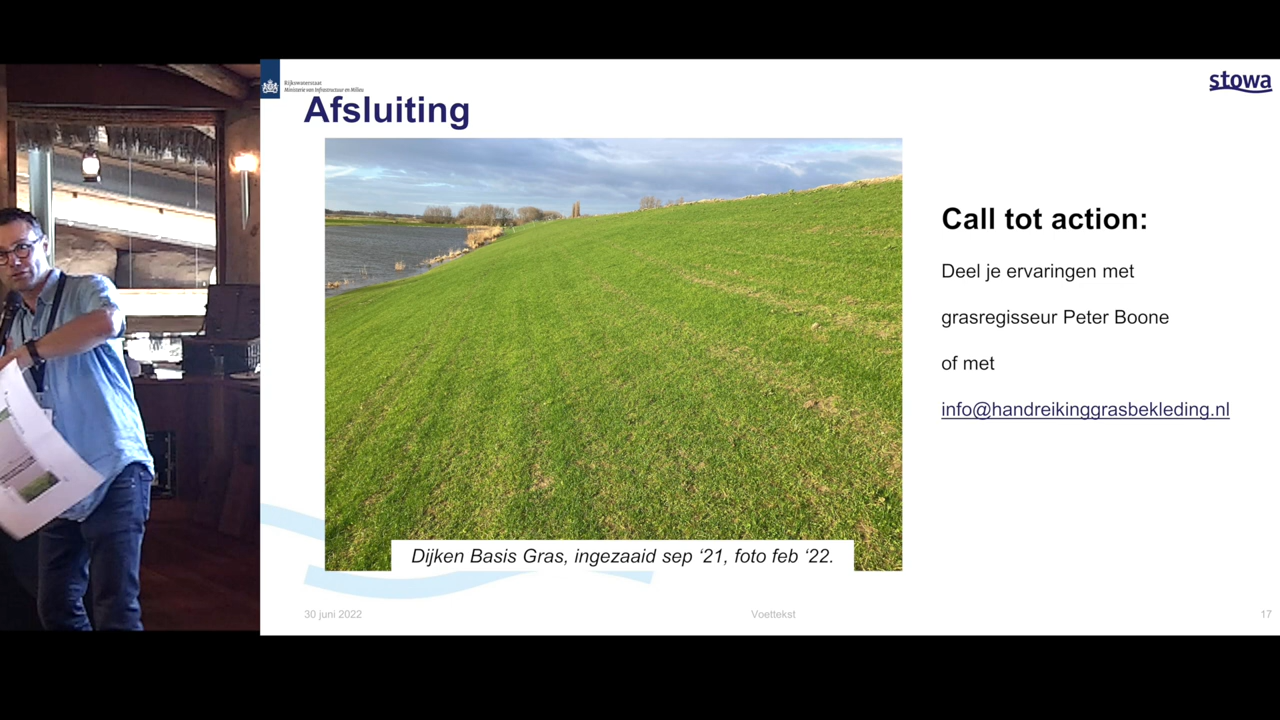 Rijkswaterstaat
Ministerie van Infrastructuur en Milieu
stowa
Afsluiting
Call tot action:
Deel je ervaringen met
grasregisseur Peter Boone
of met
info@handreikinggrasbekleding.nl
Dijken Basis Gras, ingezaaid sep ‘21, foto feb ‘22.
30 juni 2022
Voettekst
17